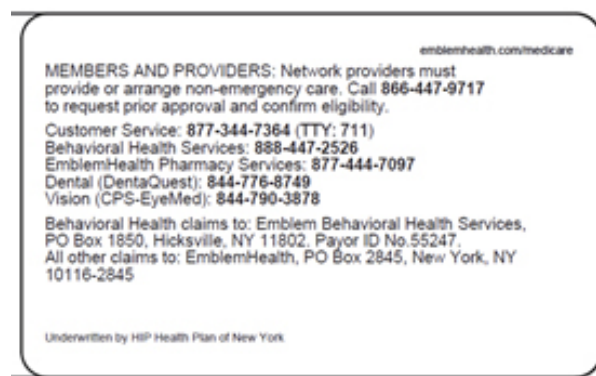 emblemhealth.com/medicare
MEMBERS AND PROVIDERS: Network providers must
provide or arrange non-emergency care. Call 866-447-9717
to request prior approval and confirm eligibility.
Customer Service: 877-344-7364 (TTY: 711)
Behavioral Health Services: 888-447-2526
EmblemHealth Pharmacy Services: 877-444-7097
Dental (DentaQuest): 844-776-8749
Vision (CPS-EyeMed): 844-790-3878
Behavioral Health claims to: Emblem Behavioral Health Services,
PO Box 1850, Hicksville, NY 11802. Payor ID No.55247.
All other claims to: EmblemHealth, PO Box 2845, New York, NY
10116-2845
Underwritten by HIP Health Plan of New York